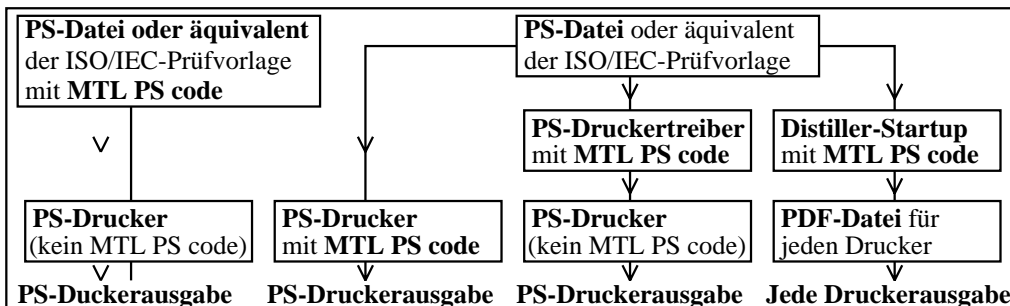 PS-Datei oder äquivalent
der ISO/IEC-Prüfvorlage
mit MTL PS code
PS-Datei oder äquivalent
der ISO/IEC-Prüfvorlage
PS-Druckertreiber
mit MTL PS code
Distiller-Startup
mit MTL PS code
PS-Drucker
(kein MTL PS code)
PS-Drucker
mit MTL PS code
PS-Drucker
(kein MTL PS code)
PDF-Datei für
jeden Drucker
PS-Duckerausgabe
PS-Druckerausgabe
PS-Druckerausgabe
Jede Druckerausgabe